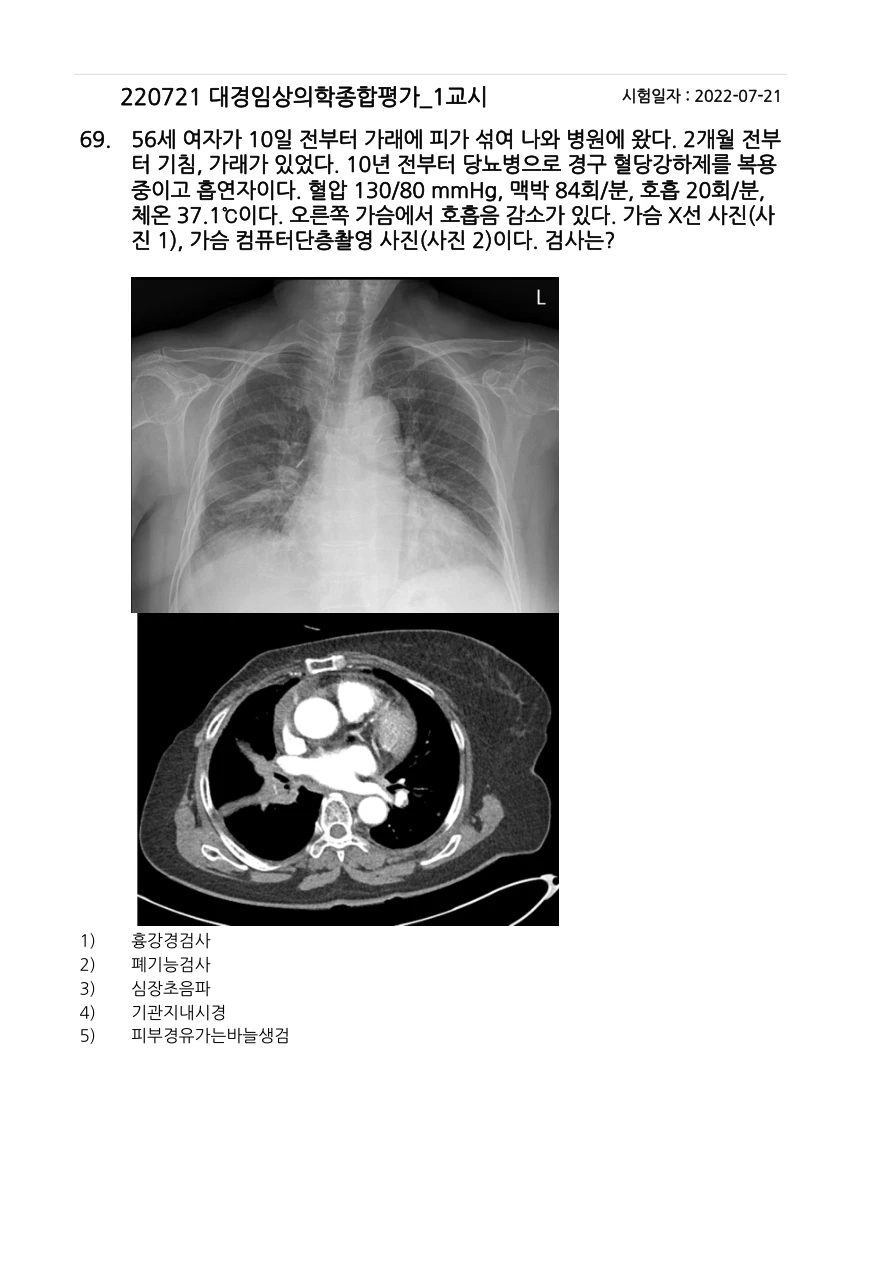 220721 대경임상의학종합평가_1교시
시험일자 : 2022-07-21
69. 56세 여자가 10일 전부터 가래에 피가 섞여 나와 병원에 왔다. 2개월 전부
터 기침, 가래가 있었다. 10년 전부터 당뇨병으로 경구 혈당강하제를 복용
중이고 흡연자이다. 혈압 130/80 mmHg, 맥박 84회/분, 호흡 20회/분,
체온 37.1℃이다. 오른쪽 가슴에서 호흡음 감소가 있다. 가슴 X선 사진(사
진 1), 가슴 컴퓨터단층촬영 사진(사진 2)이다. 검사는?
L
1) 흉강경검사
2) 폐기능검사
3) 심장초음파
4) 기관지내시경
5) 피부경유가는바늘생검